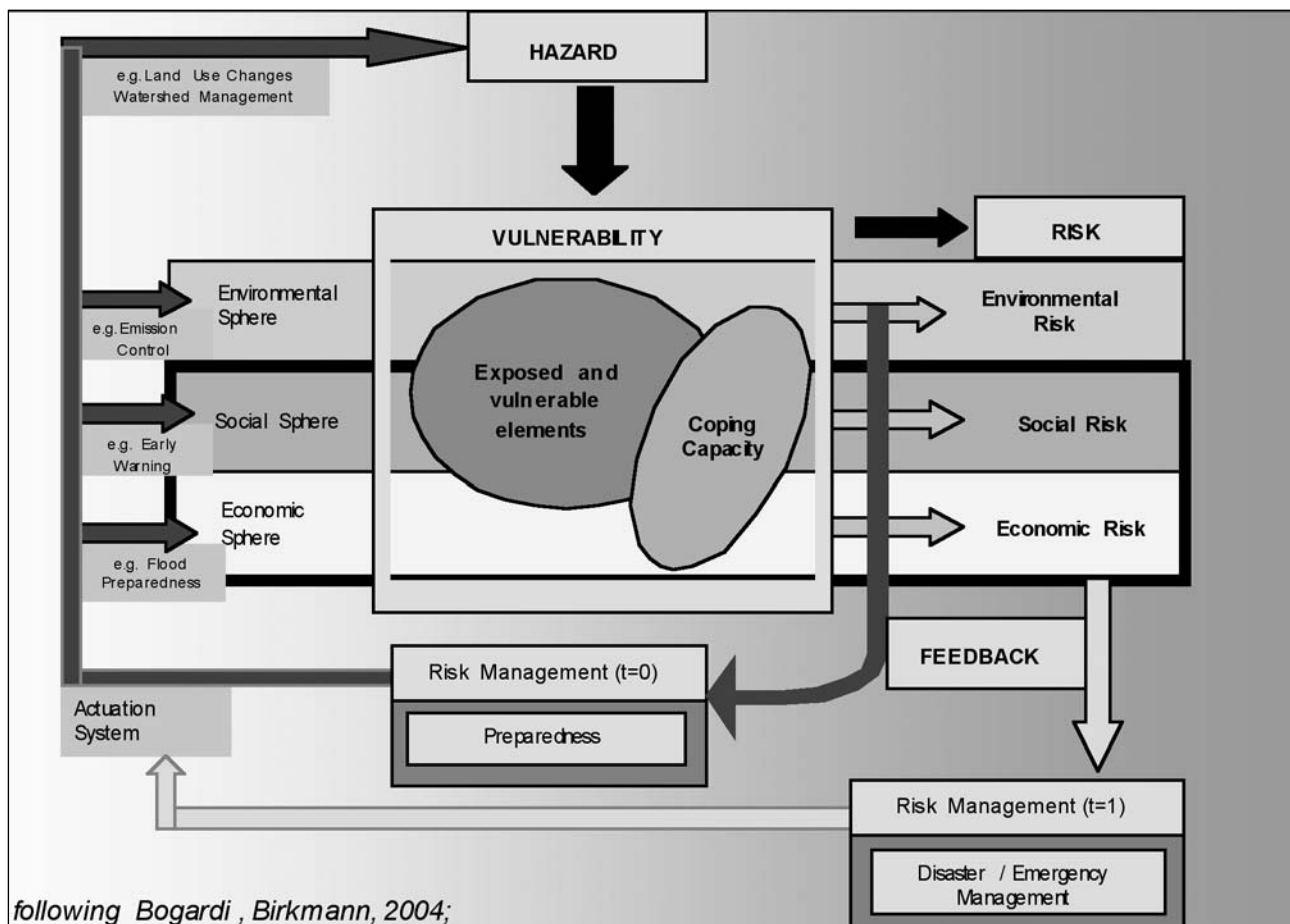 HAZARD
e.g. Land Use Changes
Watershed Management
VULNERABILITY
RISK
Environmental
Sphere
Environmental
Risk
e.g. Emission
Control
Exposed and
vulnerable
elements
Coping
Capacity
Social Sphere
Social Risk
e.g. Early
Warning
Economic
Sphere
Economic Risk
e.g. Flood
Preparedness
Risk Management (t=0)
Preparedness
FEEDBACK
Actuation
System
Risk Management (t=1)
Disaster / Emergency
Management
following Bogardi , Birkmann, 2004;